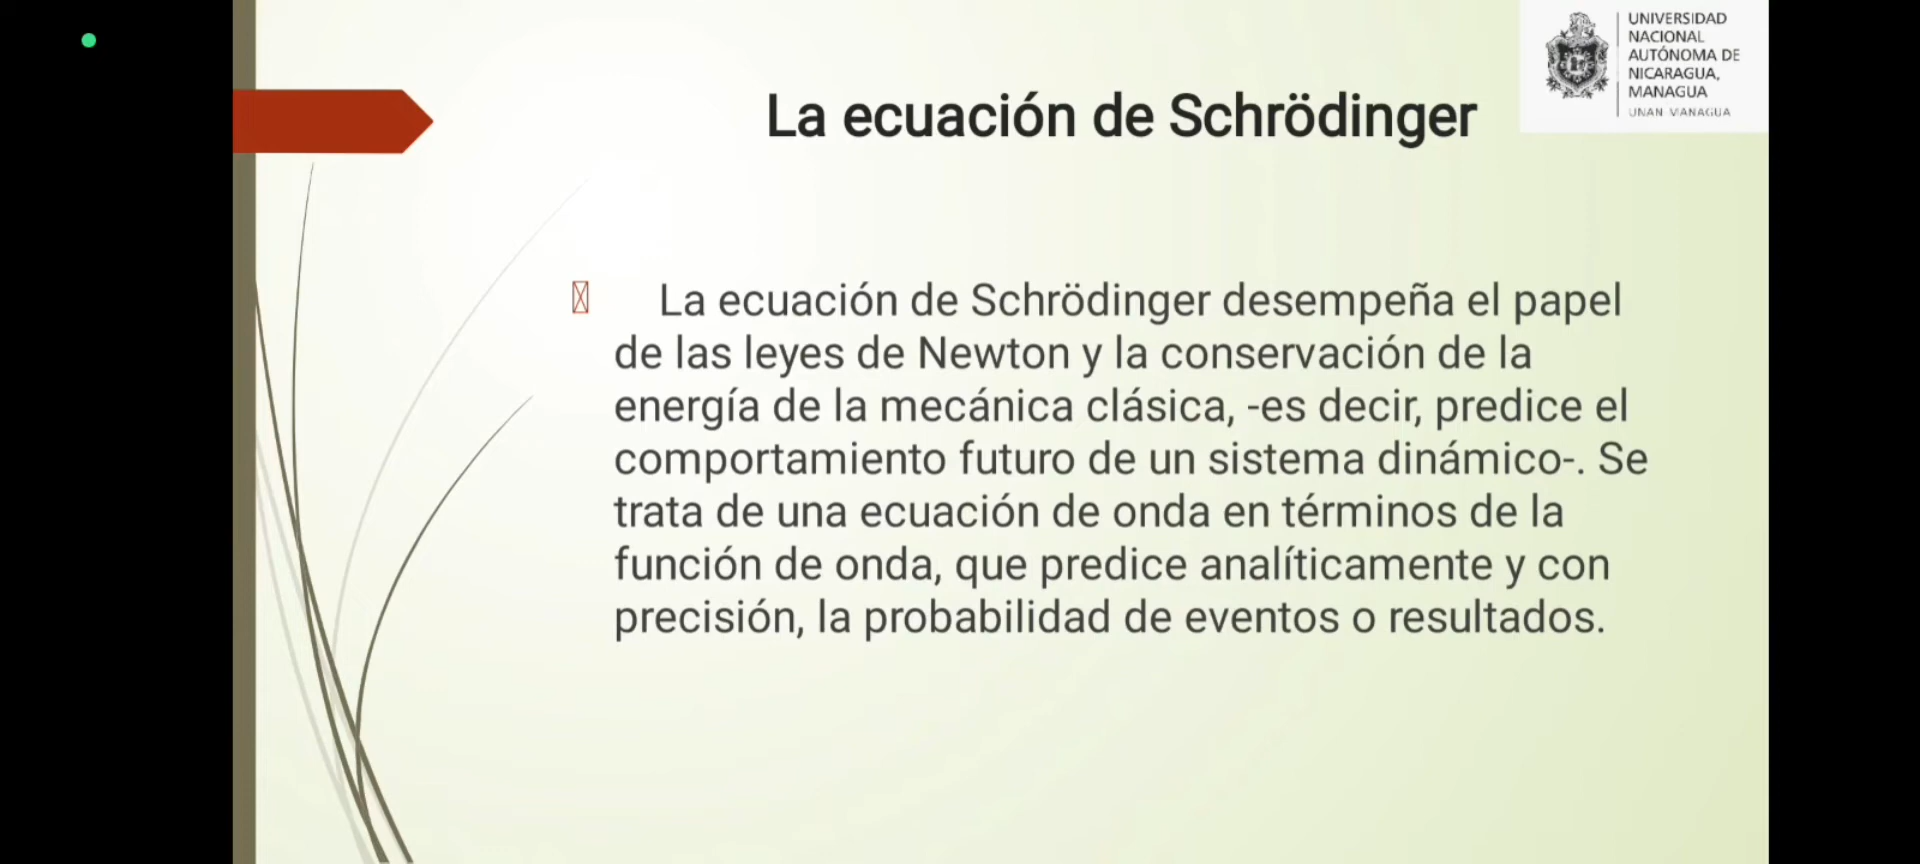 UNIVERSIDAD
NACIONAL
AUTÓNOMA DE
NICARAGUA,
MANAGUA
UNAN-MANAGUA
La ecuación de Schrödinger
La ecuación de Schrödinger desempeña el papel
de las leyes de Newton y la conservación de la
energía de la mecánica clásica, -es decir, predice el
comportamiento futuro de un sistema dinámico-. Se
trata de una ecuación de onda en términos de la
función de onda, que predice analíticamente y con
precisión, la probabilidad de eventos o resultados.